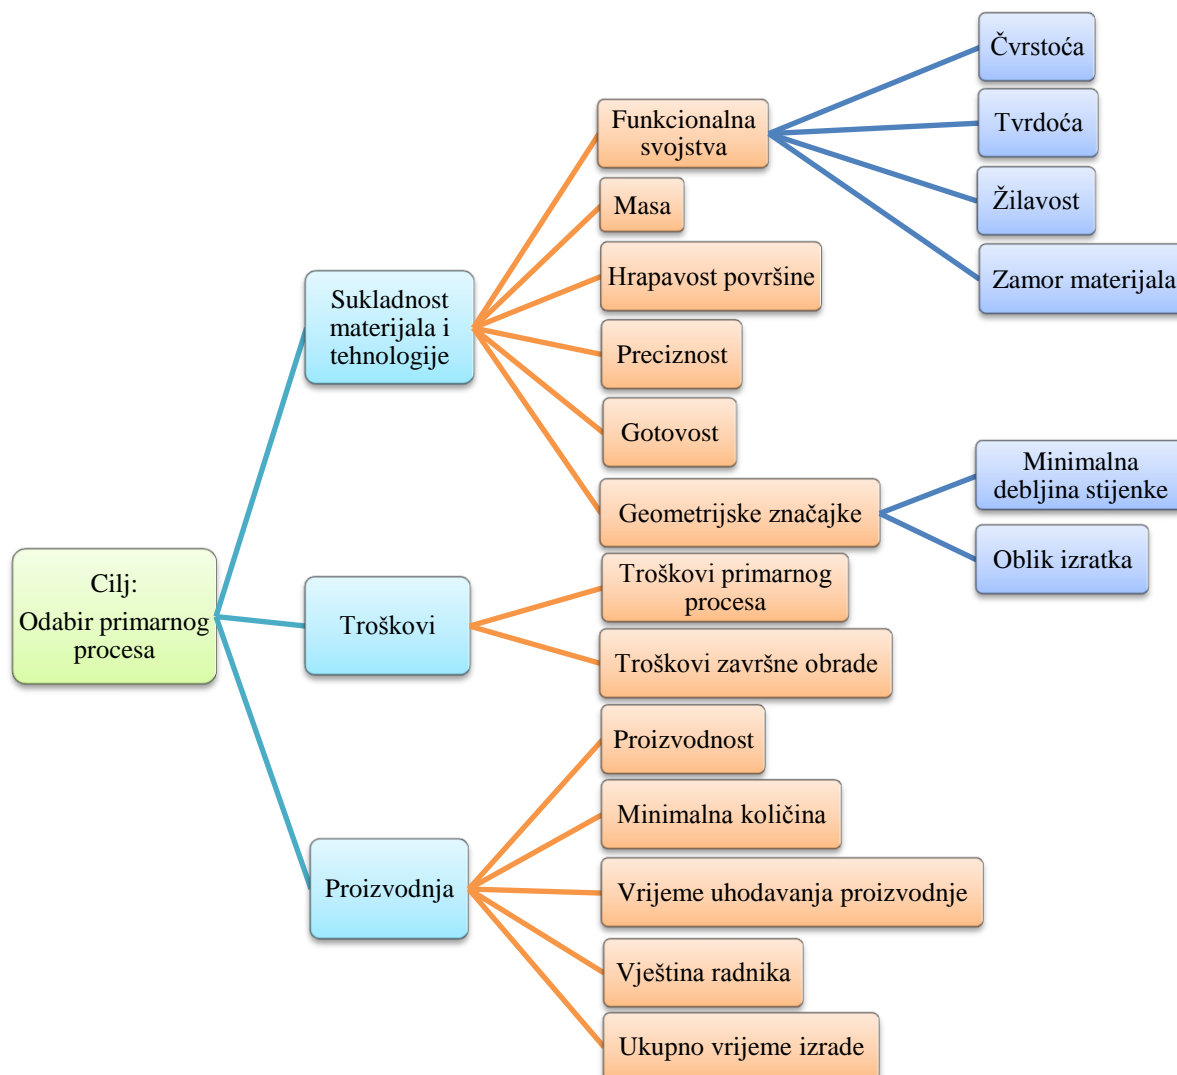 Cilj:
Odabir primarnog
procesa
Sukladnost
materijala i
tehnologije
Funkcionalna
svojstva
Čvrstoća
Tvrdoća
Žilavost
Zamor materijala
Masa
Hrapavost površine
Preciznost
Gotovost
Geometrijske značajke
Minimalna
debljina stijenke
Oblik izratka
Troškovi
Troškovi primarnog
procesa
Troškovi završne obrade
Proizvodnja
Proizvodnost
Minimalna količina
Vrijeme uhodavanja proizvodnje
Vještina radnika
Ukupno vrijeme izrade